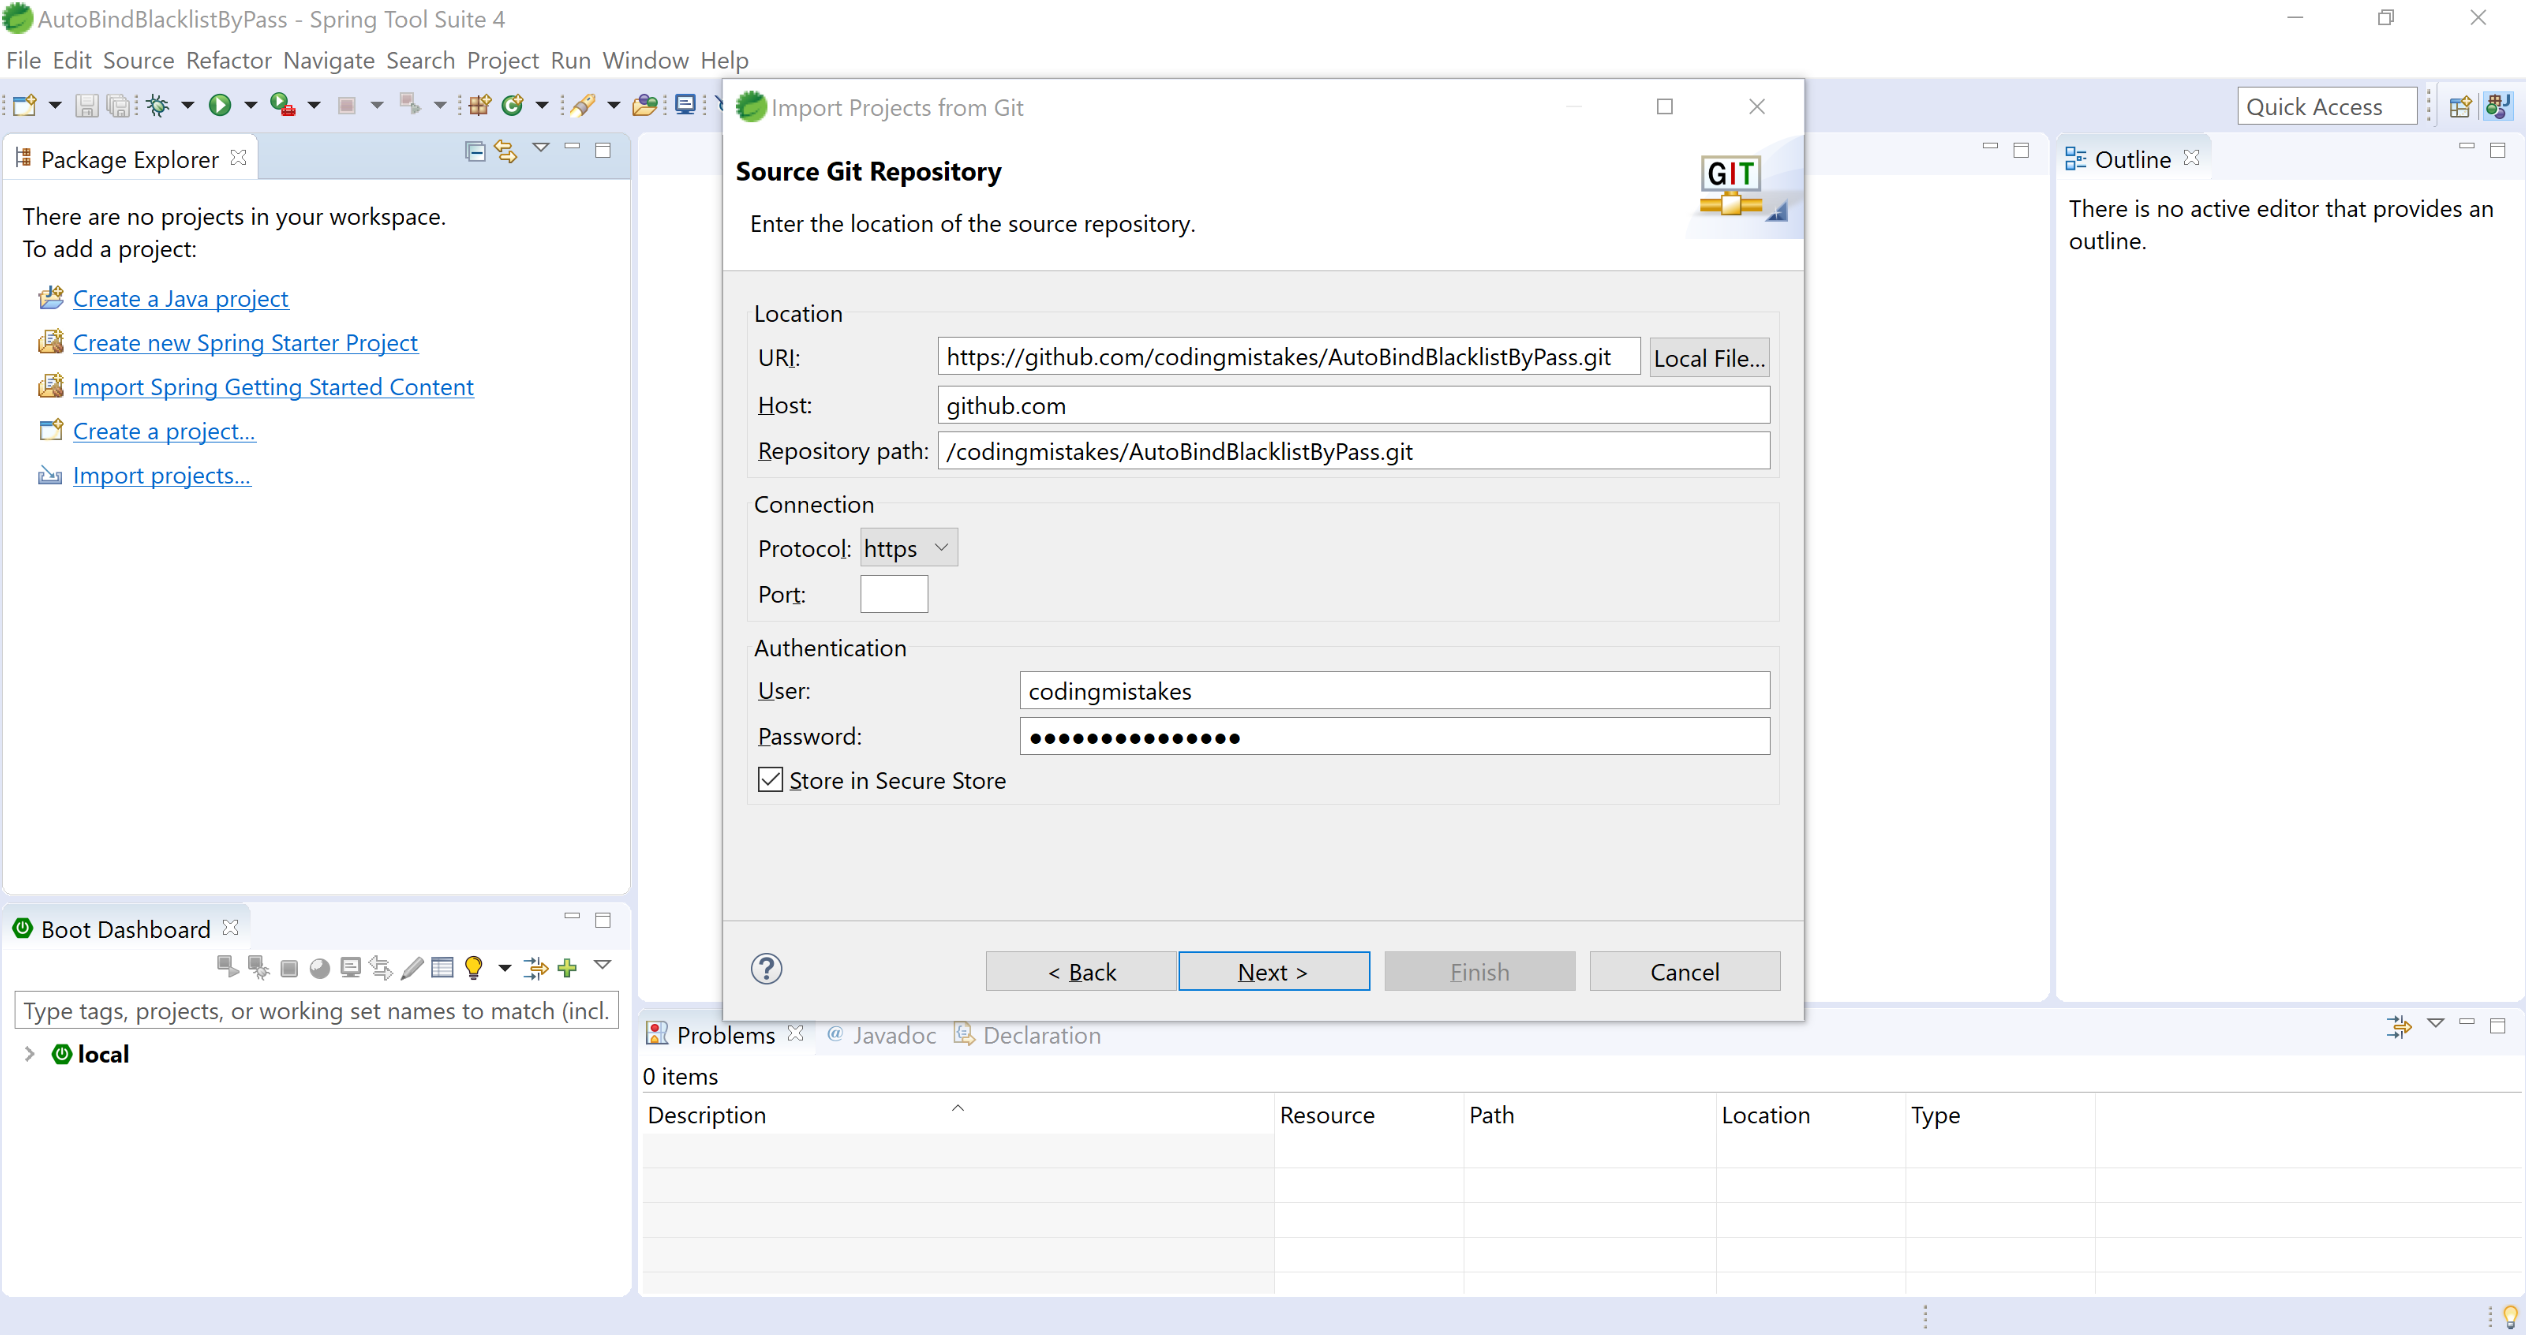 AutoBindBlacklistByPass - Spring Tool Suite 4
File Edit Source Refactor Navigate Search Project Run Window Help
Quick Access
Package Explorer
There are no projects in your workspace.
To add a project:
Create a Java project
Create new Spring Starter Project
Import Spring Getting Started Content
Create a project...
Import projects...
Import Projects from Git
Source Git Repository
Enter the location of the source repository.
GIT
Location
URI: https://github.com/codingmistakes/AutoBindBlacklistByPass.git Local File...
Host: github.com
Repository path: /codingmistakes/AutoBindBlacklistByPass.git
Connection
Protocol: https
Port:
Authentication
User: codingmistakes
Password: ●●●●●●●●●●●●●●●
Store in Secure Store
< Back Next > Finish Cancel
Outline
There is no active editor that provides an
outline.
Boot Dashboard
Type tags, projects, or working set names to match (incl.
local
Problems @ Javadoc Declaration
0 items
Description Resource Path Location Type